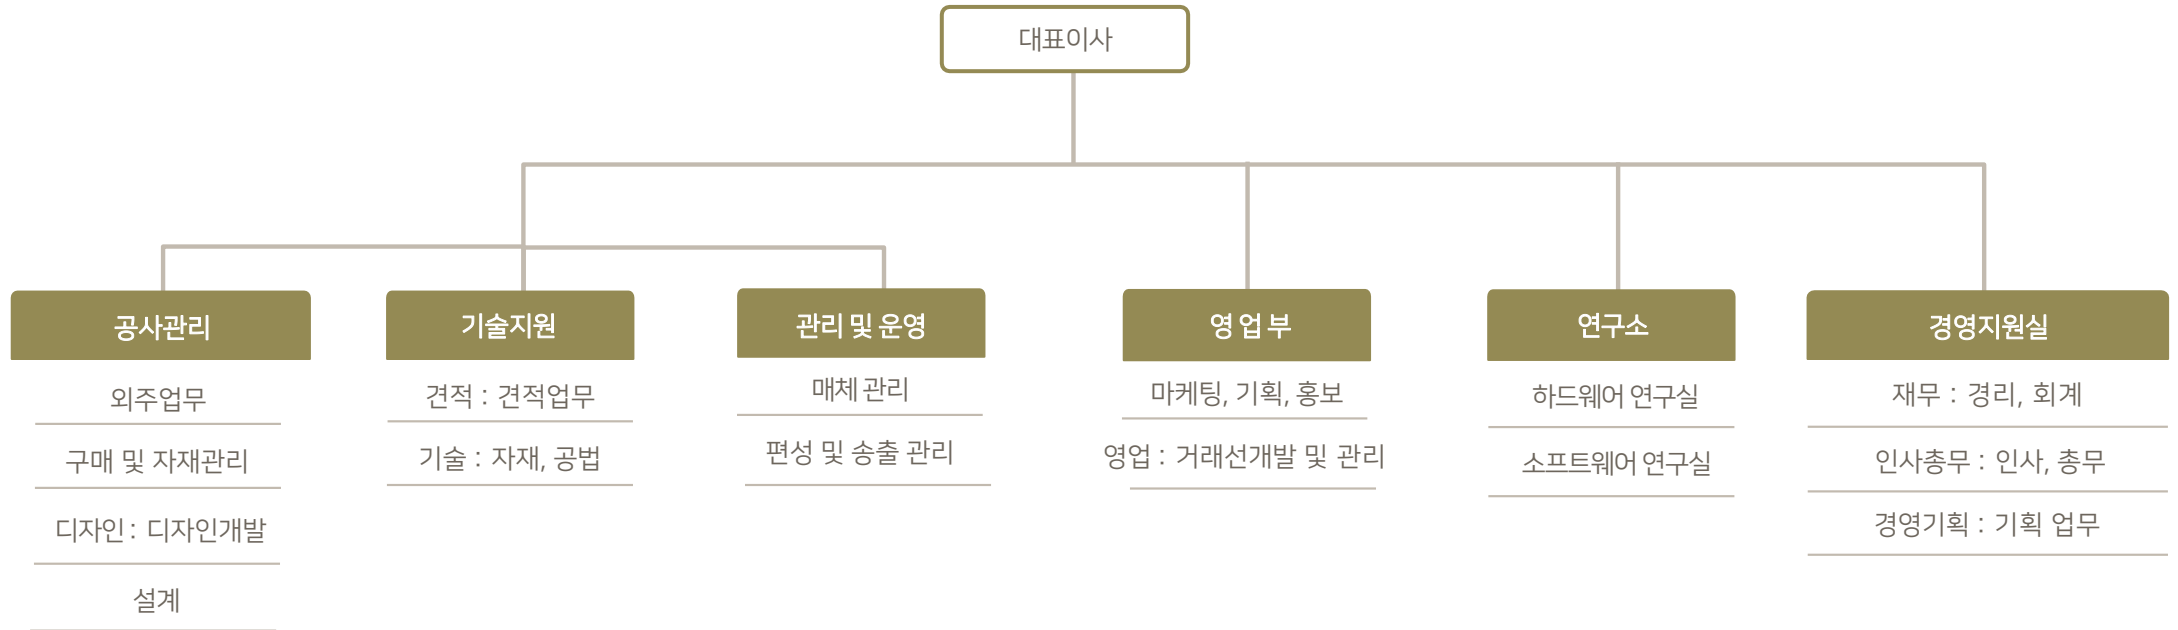 대표이사
공사관리
외주업무
구매 및 자재관리
디자인 : 디자인개발
설계
기술지원
견적 : 견적업무
기술 : 자재, 공법
관리 및 운영
매체 관리
편성 및 송출 관리
영 업 부
마케팅, 기획, 홍보
영업 : 거래선개발 및 관리
연구소
하드웨어 연구실
소프트웨어 연구실
경영지원실
재무 : 경리, 회계
인사총무 : 인사, 총무
경영기획 : 기획 업무